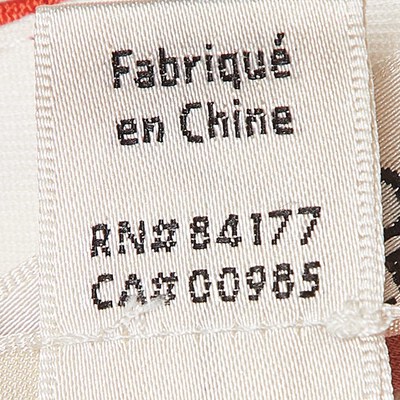 Fabriqué
en Chine
RN# 84177
CA# 00985